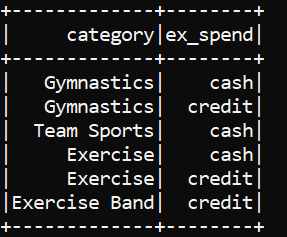 +-------------+--------+
|     category|ex_spend|
+-------------+--------+
|   Gymnastics|    cash|
|   Gymnastics|  credit|
|  Team Sports|    cash|
|     Exercise|    cash|
|     Exercise|  credit|
|Exercise Band|  credit|
+-------------+--------+